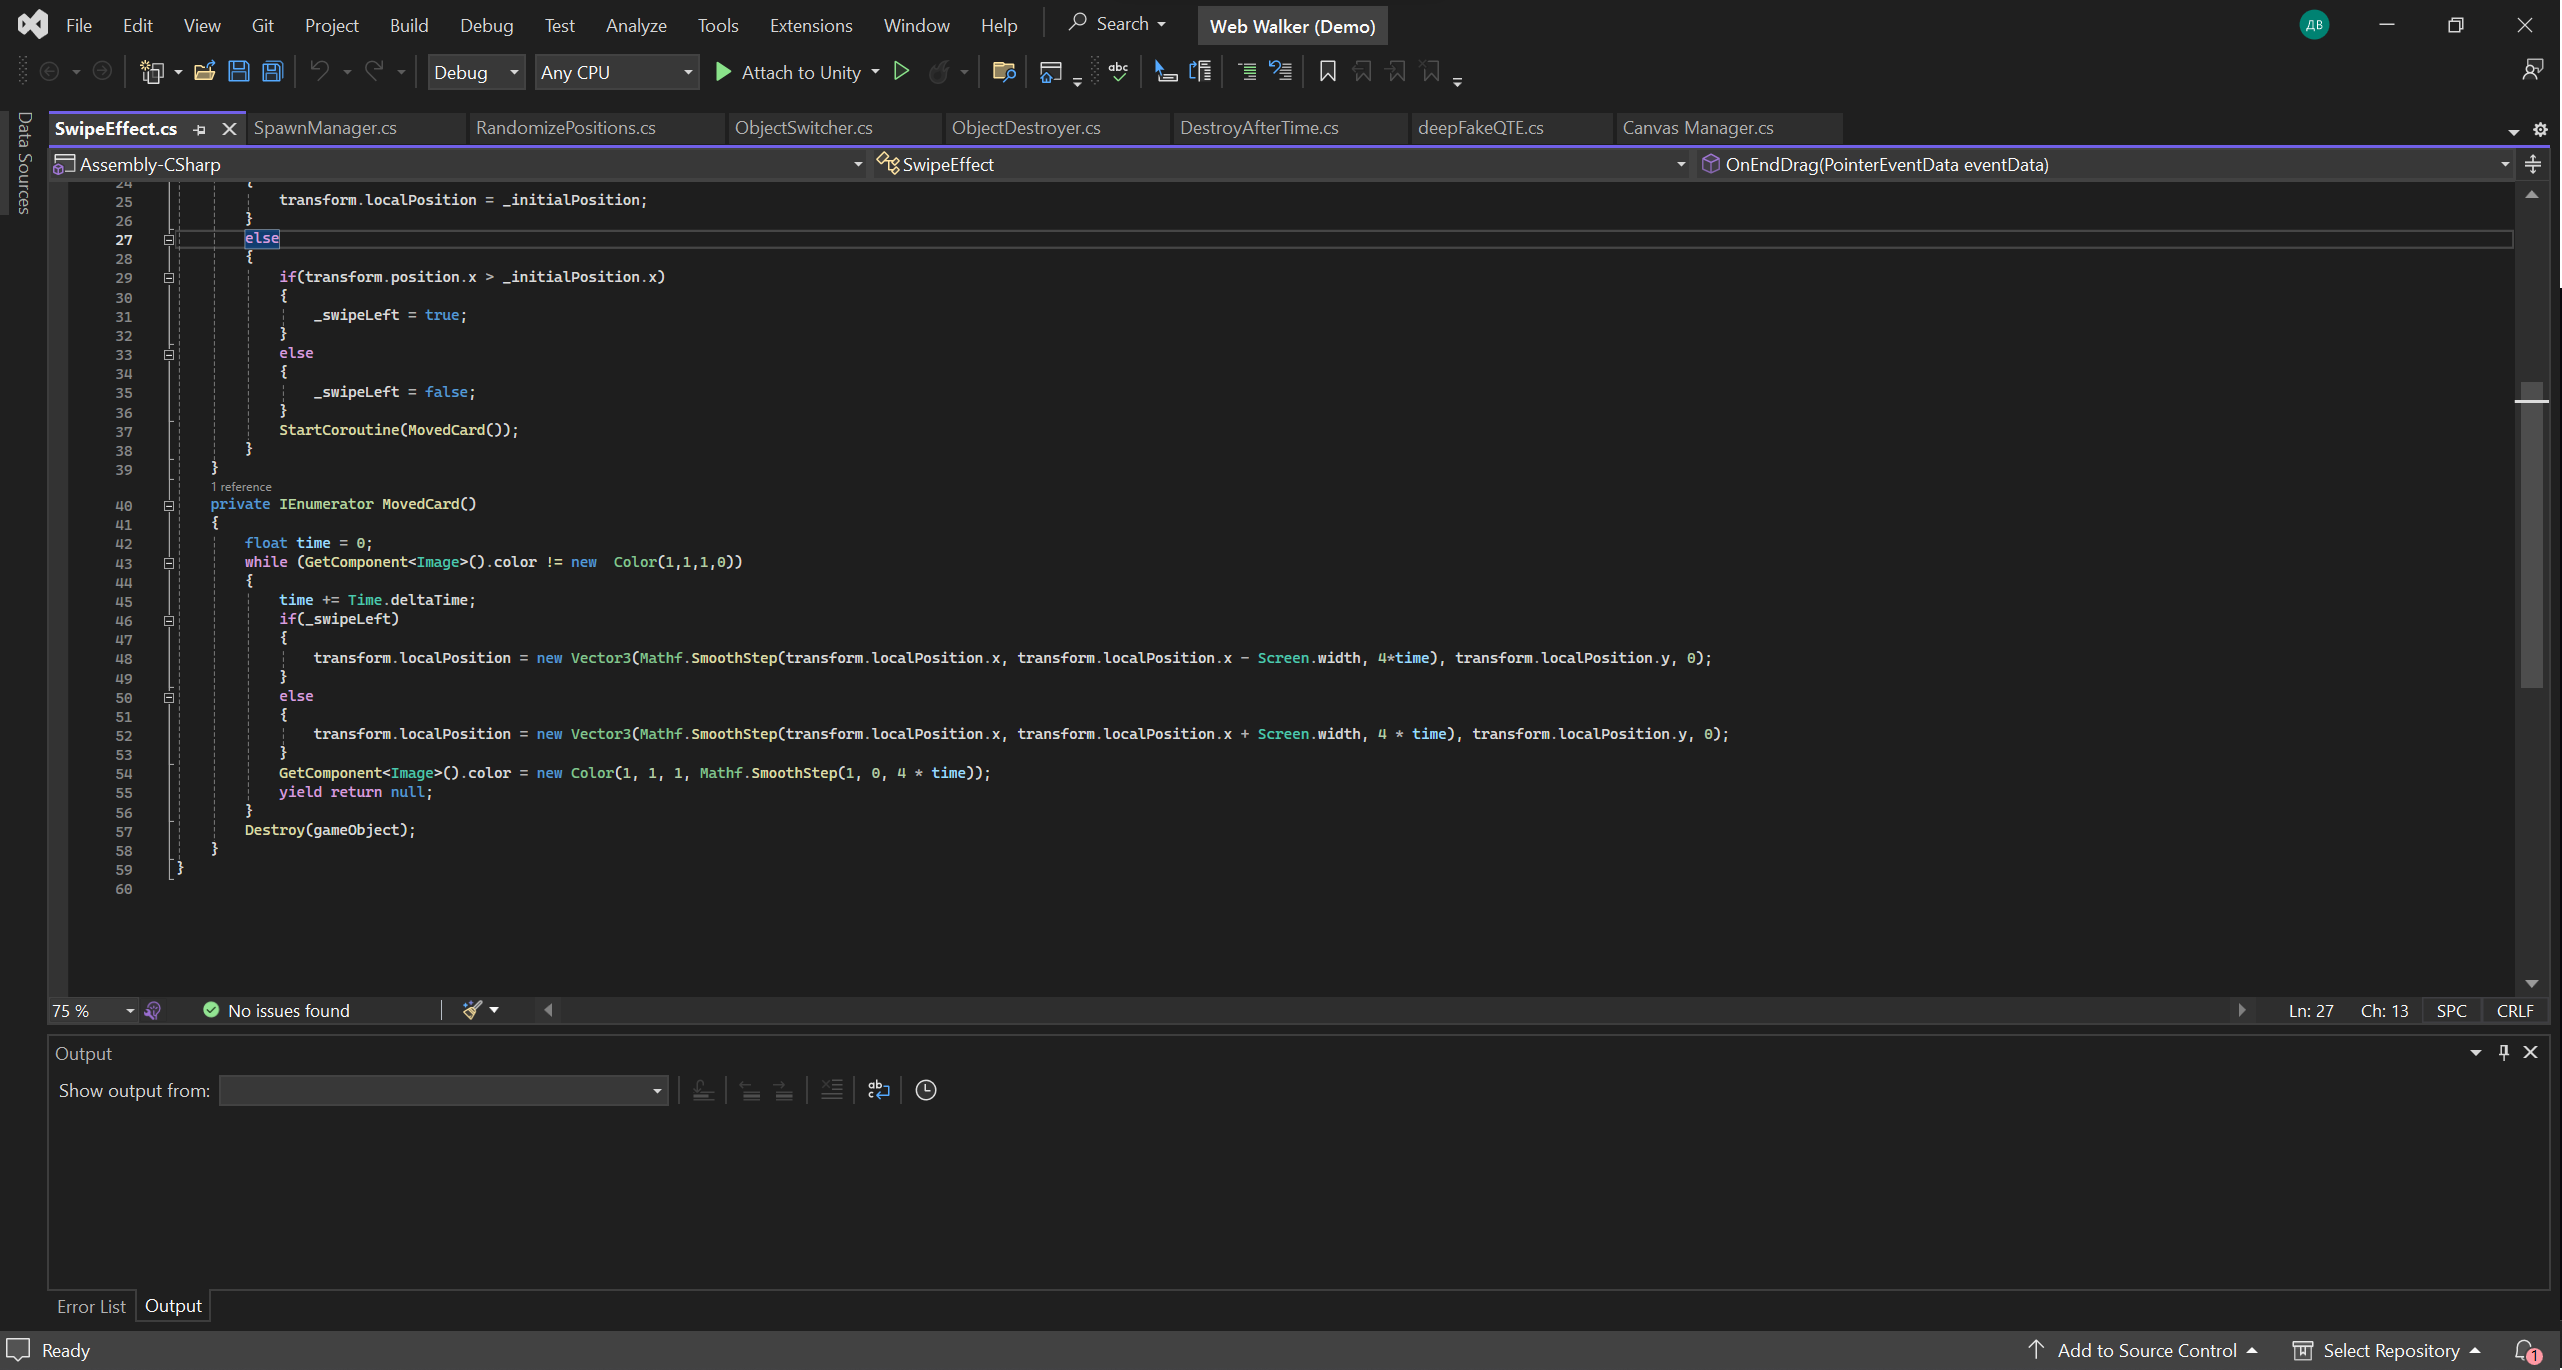 File Edit View Git Project Build Debug Test Analyze Tools Extensions Window Help Search Web Walker (Demo) ДВ
Debug Any CPU Attach to Unity abc
Data Sources
SwipeEffect.cs SpawnManager.cs RandomizePositions.cs ObjectSwitcher.cs ObjectDestroyer.cs DestroyAfterTime.cs deepFakeQTE.cs Canvas Manager.cs
Assembly-CSharp SwipeEffect OnEndDrag(PointerEventData eventData)
24 {
25 transform.localPosition = _initialPosition;
26 }
27 else
28 {
29 if(transform.position.x > _initialPosition.x)
30 {
31 _swipeLeft = true;
32 }
33 else
34 {
35 _swipeLeft = false;
36 }
37 StartCoroutine(MovedCard());
38 }
39 }
1 reference
40 private IEnumerator MovedCard()
41 {
42 float time = 0;
43 while (GetComponent<Image>().color != new  Color(1,1,1,0))
44 {
45 time += Time.deltaTime;
46 if(_swipeLeft)
47 {
48 transform.localPosition = new Vector3(Mathf.SmoothStep(transform.localPosition.x, transform.localPosition.x - Screen.width, 4*time), transform.localPosition.y, 0);
49 }
50 else
51 {
52 transform.localPosition = new Vector3(Mathf.SmoothStep(transform.localPosition.x, transform.localPosition.x + Screen.width, 4 * time), transform.localPosition.y, 0);
53 }
54 GetComponent<Image>().color = new Color(1, 1, 1, Mathf.SmoothStep(1, 0, 4 * time));
55 yield return null;
56 }
57 Destroy(gameObject);
58 }
59 }
60
75 % No issues found Ln: 27 Ch: 13 SPC CRLF
Output
Show output from:
Error List Output
Ready Add to Source Control Select Repository 1